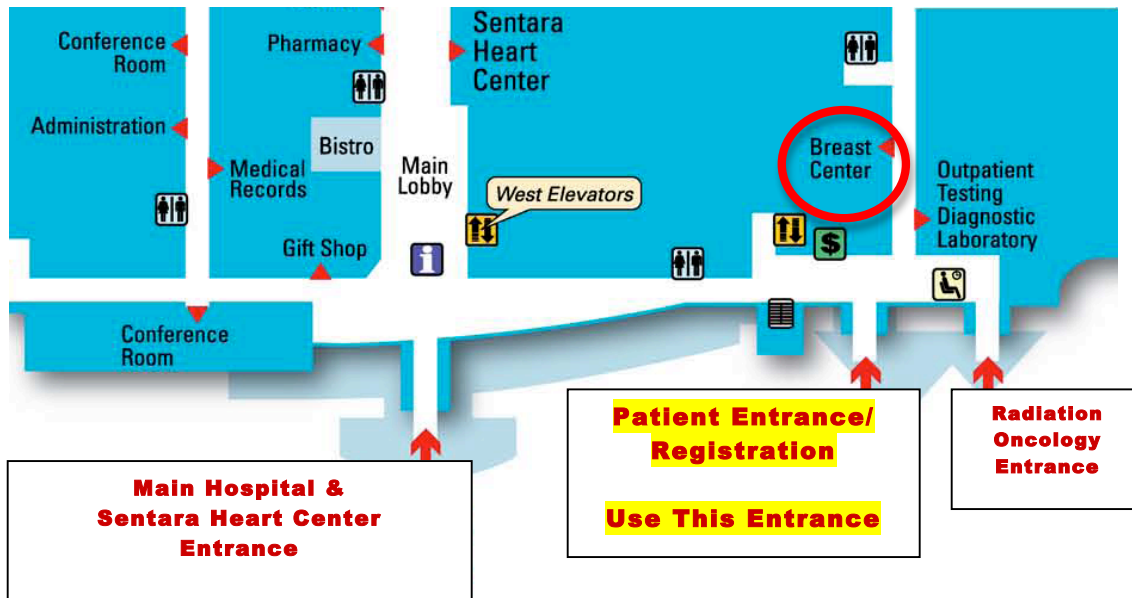 Conference
Room
Pharmacy
Sentara
Heart
Center
Administration
Bistro
Medical
Records
Main
Lobby
West Elevators
Breast
Center
Outpatient
Testing
Diagnostic
Laboratory
Gift Shop
i
$
Conference
Room
Patient Entrance/
Registration
Use This Entrance
Radiation
Oncology
Entrance
Main Hospital &
Sentara Heart Center
Entrance